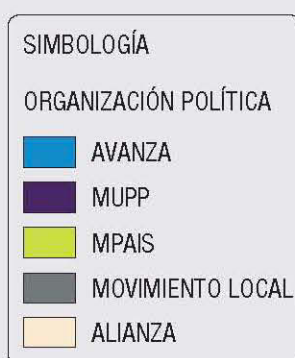 SIMBOLOGÍA
ORGANIZACIÓN POLÍTICA
AVANZA
MUPP
MPAIS
MOVIMIENTO LOCAL
ALIANZA